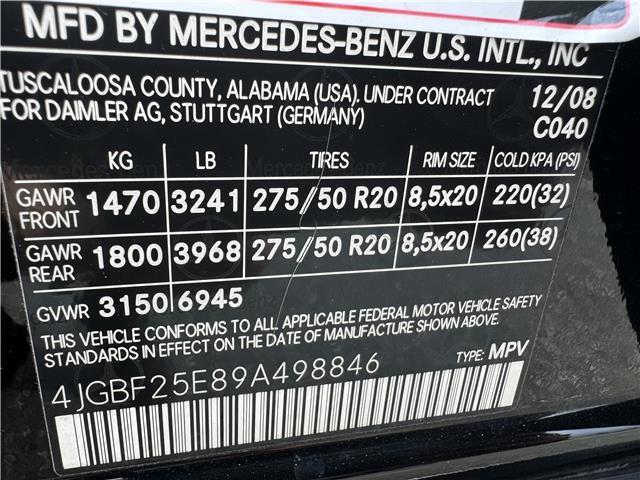 MFD BY MERCEDES-BENZ U.S. INTL., INC
TUSCALOOSA COUNTY, ALABAMA (USA). UNDER CONTRACT 12/08
FOR DAIMLER AG, STUTTGART (GERMANY) C040
KG LB TIRES RIM SIZE COLD KPA (PSI)
GAWR FRONT 1470 3241 275/50 R20 8,5x20 220(32)
GAWR REAR 1800 3968 275/50 R20 8,5x20 260(38)
GVWR 3150 6945
THIS VEHICLE CONFORMS TO ALL APPLICABLE FEDERAL MOTOR VEHICLE SAFETY
STANDARDS IN EFFECT ON THE DATE OF MANUFACTURE SHOWN ABOVE.
4JGBF25E89A498846 TYPE: MPV